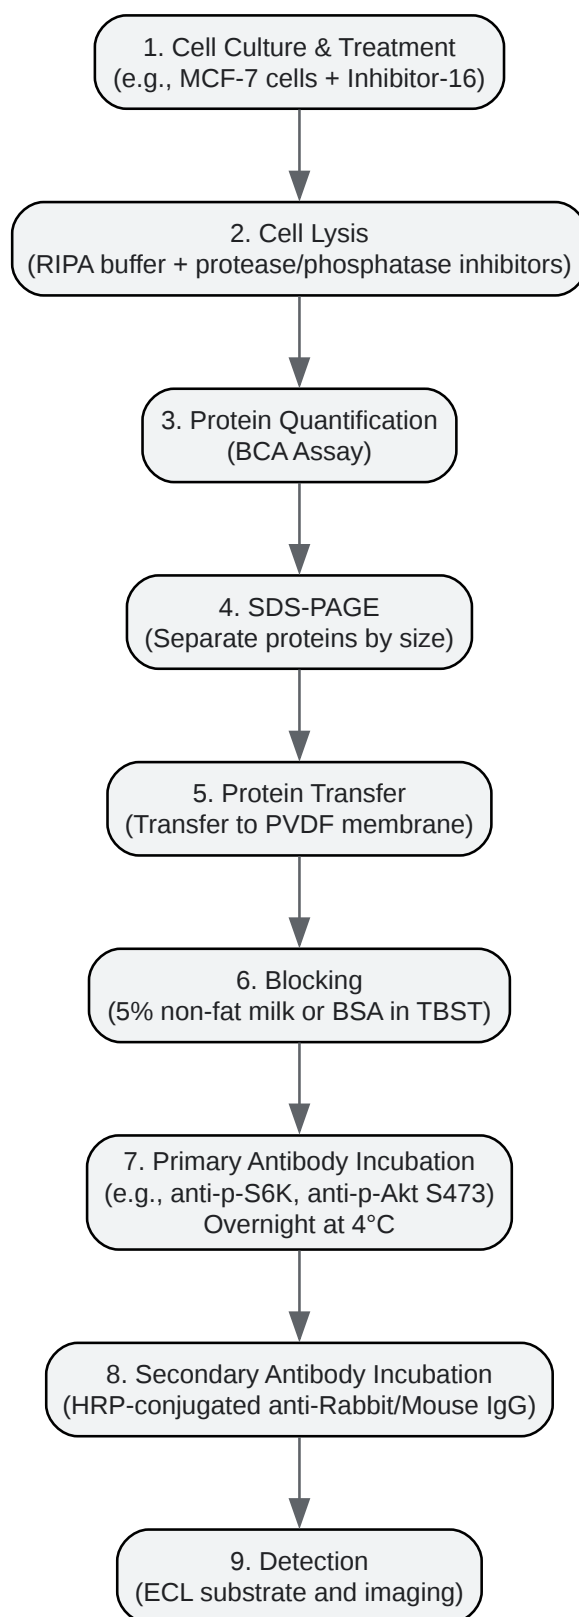 1. Cell Culture & Treatment
(e.g., MCF-7 cells + Inhibitor-16)
2. Cell Lysis
(RIPA buffer + protease/phosphatase inhibitors)
3. Protein Quantification
(BCA Assay)
4. SDS-PAGE
(Separate proteins by size)
5. Protein Transfer
(Transfer to PVDF membrane)
6. Blocking
(5% non-fat milk or BSA in TBST)
7. Primary Antibody Incubation
(e.g., anti-p-S6K, anti-p-Akt S473)
Overnight at 4°C
8. Secondary Antibody Incubation
(HRP-conjugated anti-Rabbit/Mouse IgG)
9. Detection
(ECL substrate and imaging)